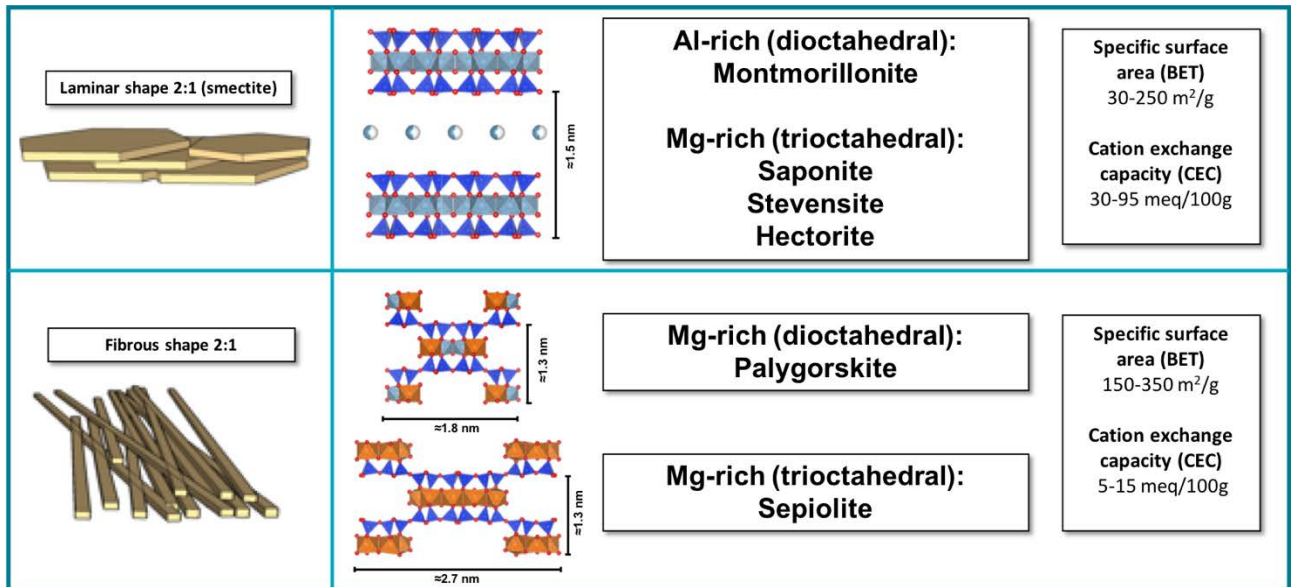 Laminar shape 2:1 (smectite)
≈1.5 nm
Al-rich (dioctahedral):
Montmorillonite
Mg-rich (trioctahedral):
Saponite
Stevensite
Hectorite
Specific surface
area (BET)
30-250 m²/g
Cation exchange
capacity (CEC)
30-95 meq/100g
Fibrous shape 2:1
≈1.3 nm
≈1.8 nm
Mg-rich (dioctahedral):
Palygorskite
≈1.3 nm
≈2.7 nm
Mg-rich (trioctahedral):
Sepiolite
Specific surface
area (BET)
150-350 m²/g
Cation exchange
capacity (CEC)
5-15 meq/100g